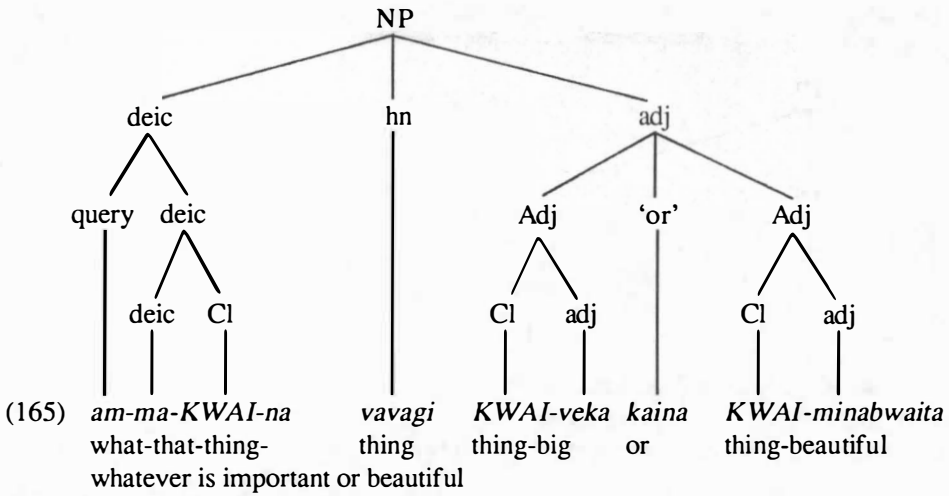 NP
deic hn adj
query deic Adj 'or' Adj
deic Cl Cl adj Cl adj
(165) am-ma-KWAI-na vavagi KWAI-veka kaina KWAI-minabwaita
what-that-thing- thing thing-big or thing-beautiful
whatever is important or beautiful